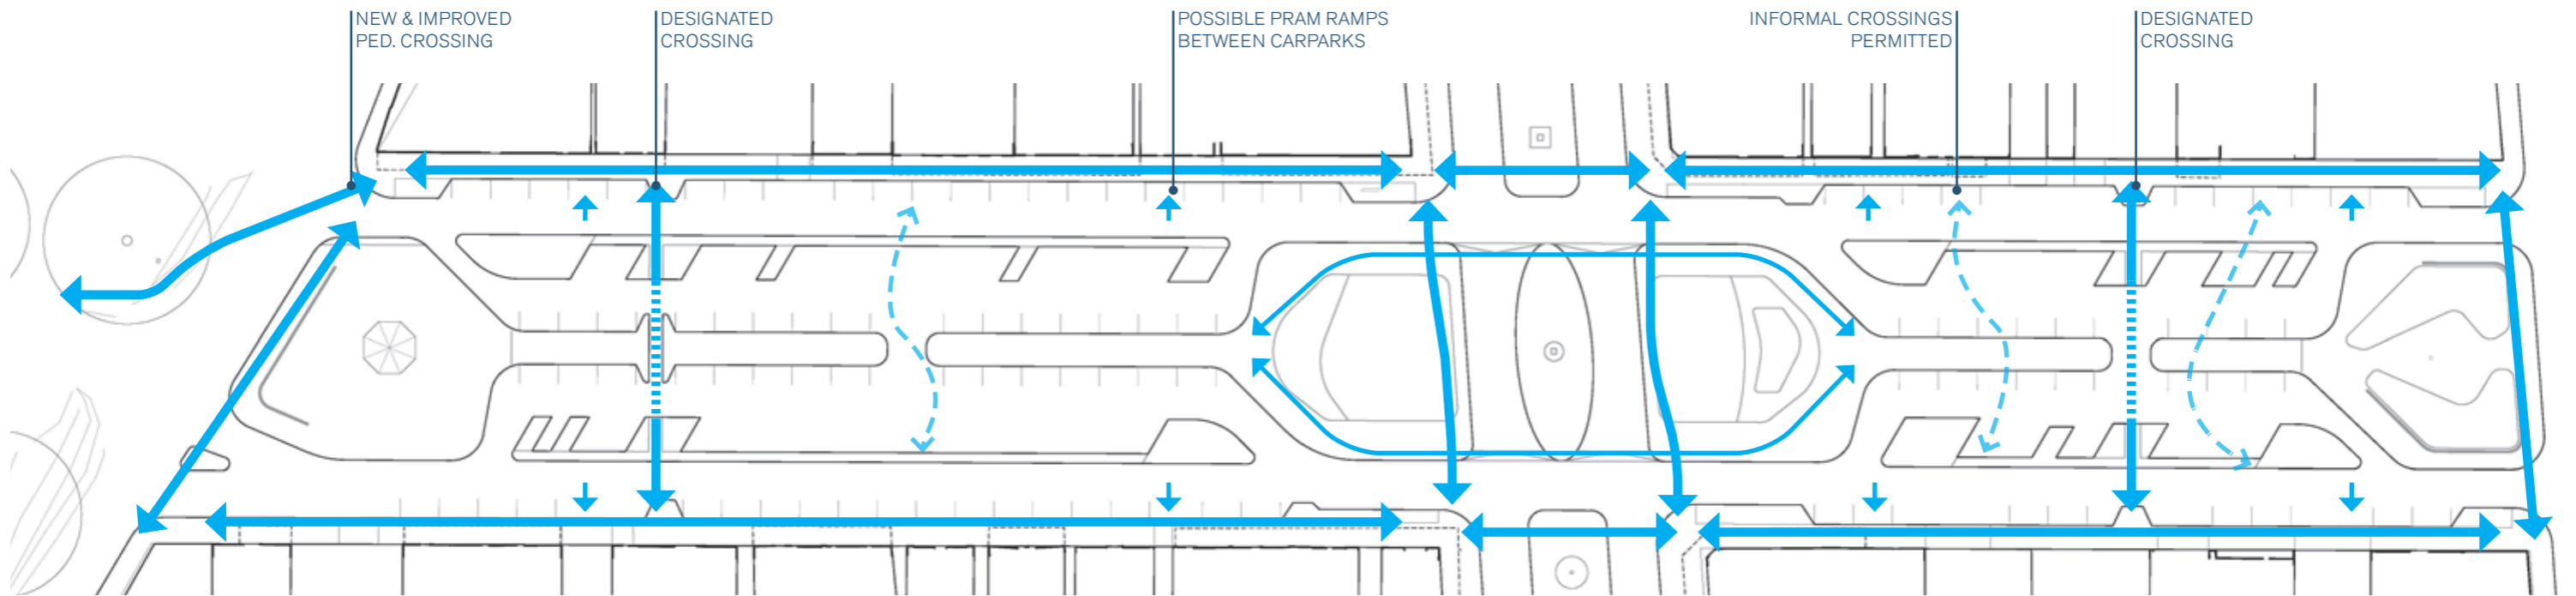 NEW & IMPROVED
PED. CROSSING
DESIGNATED
CROSSING
POSSIBLE PRAM RAMPS
BETWEEN CARPARKS
INFORMAL CROSSINGS
PERMITTED
DESIGNATED
CROSSING